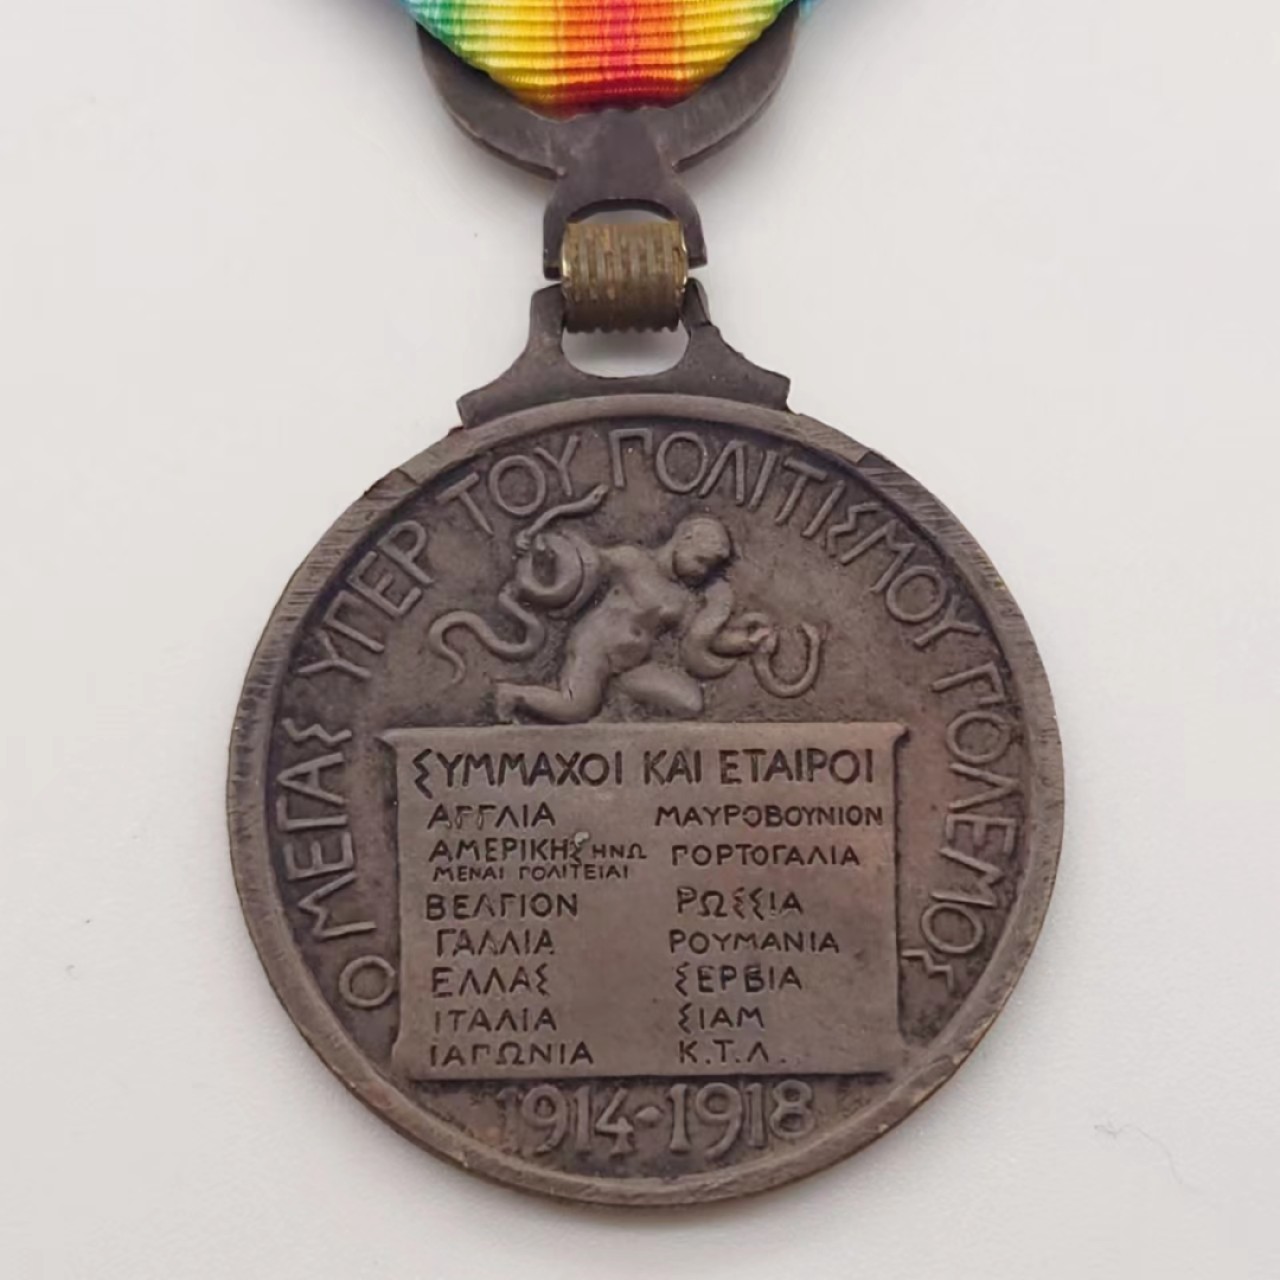 Ο ΜΕΓΑΣ ΥΠΕΡ ΤΟΥ ΠΟΛΙΤΙΣΜΟΥ ΠΟΛΕΜΟΣ
ΣΥΜΜΑΧΟΙ ΚΑΙ ΕΤΑΙΡΟΙ
ΑΓΓΛΙΑ
ΑΜΕΡΙΚΗΣ ΗΝΩ
ΜΕΝΑΙ ΠΟΛΙΤΕΙΑΙ
ΒΕΛΓΙΟΝ
ΓΑΛΛΙΑ
ΕΛΛΑΣ
ΙΤΑΛΙΑ
ΙΑΠΩΝΙΑ
ΜΑΥΡΟΒΟΥΝΙΟΝ
ΠΟΡΤΟΓΑΛΙΑ
ΡΩΣΣΙΑ
ΡΟΥΜΑΝΙΑ
ΣΕΡΒΙΑ
ΣΙΑΜ
Κ.Τ.Λ..
1914-1918